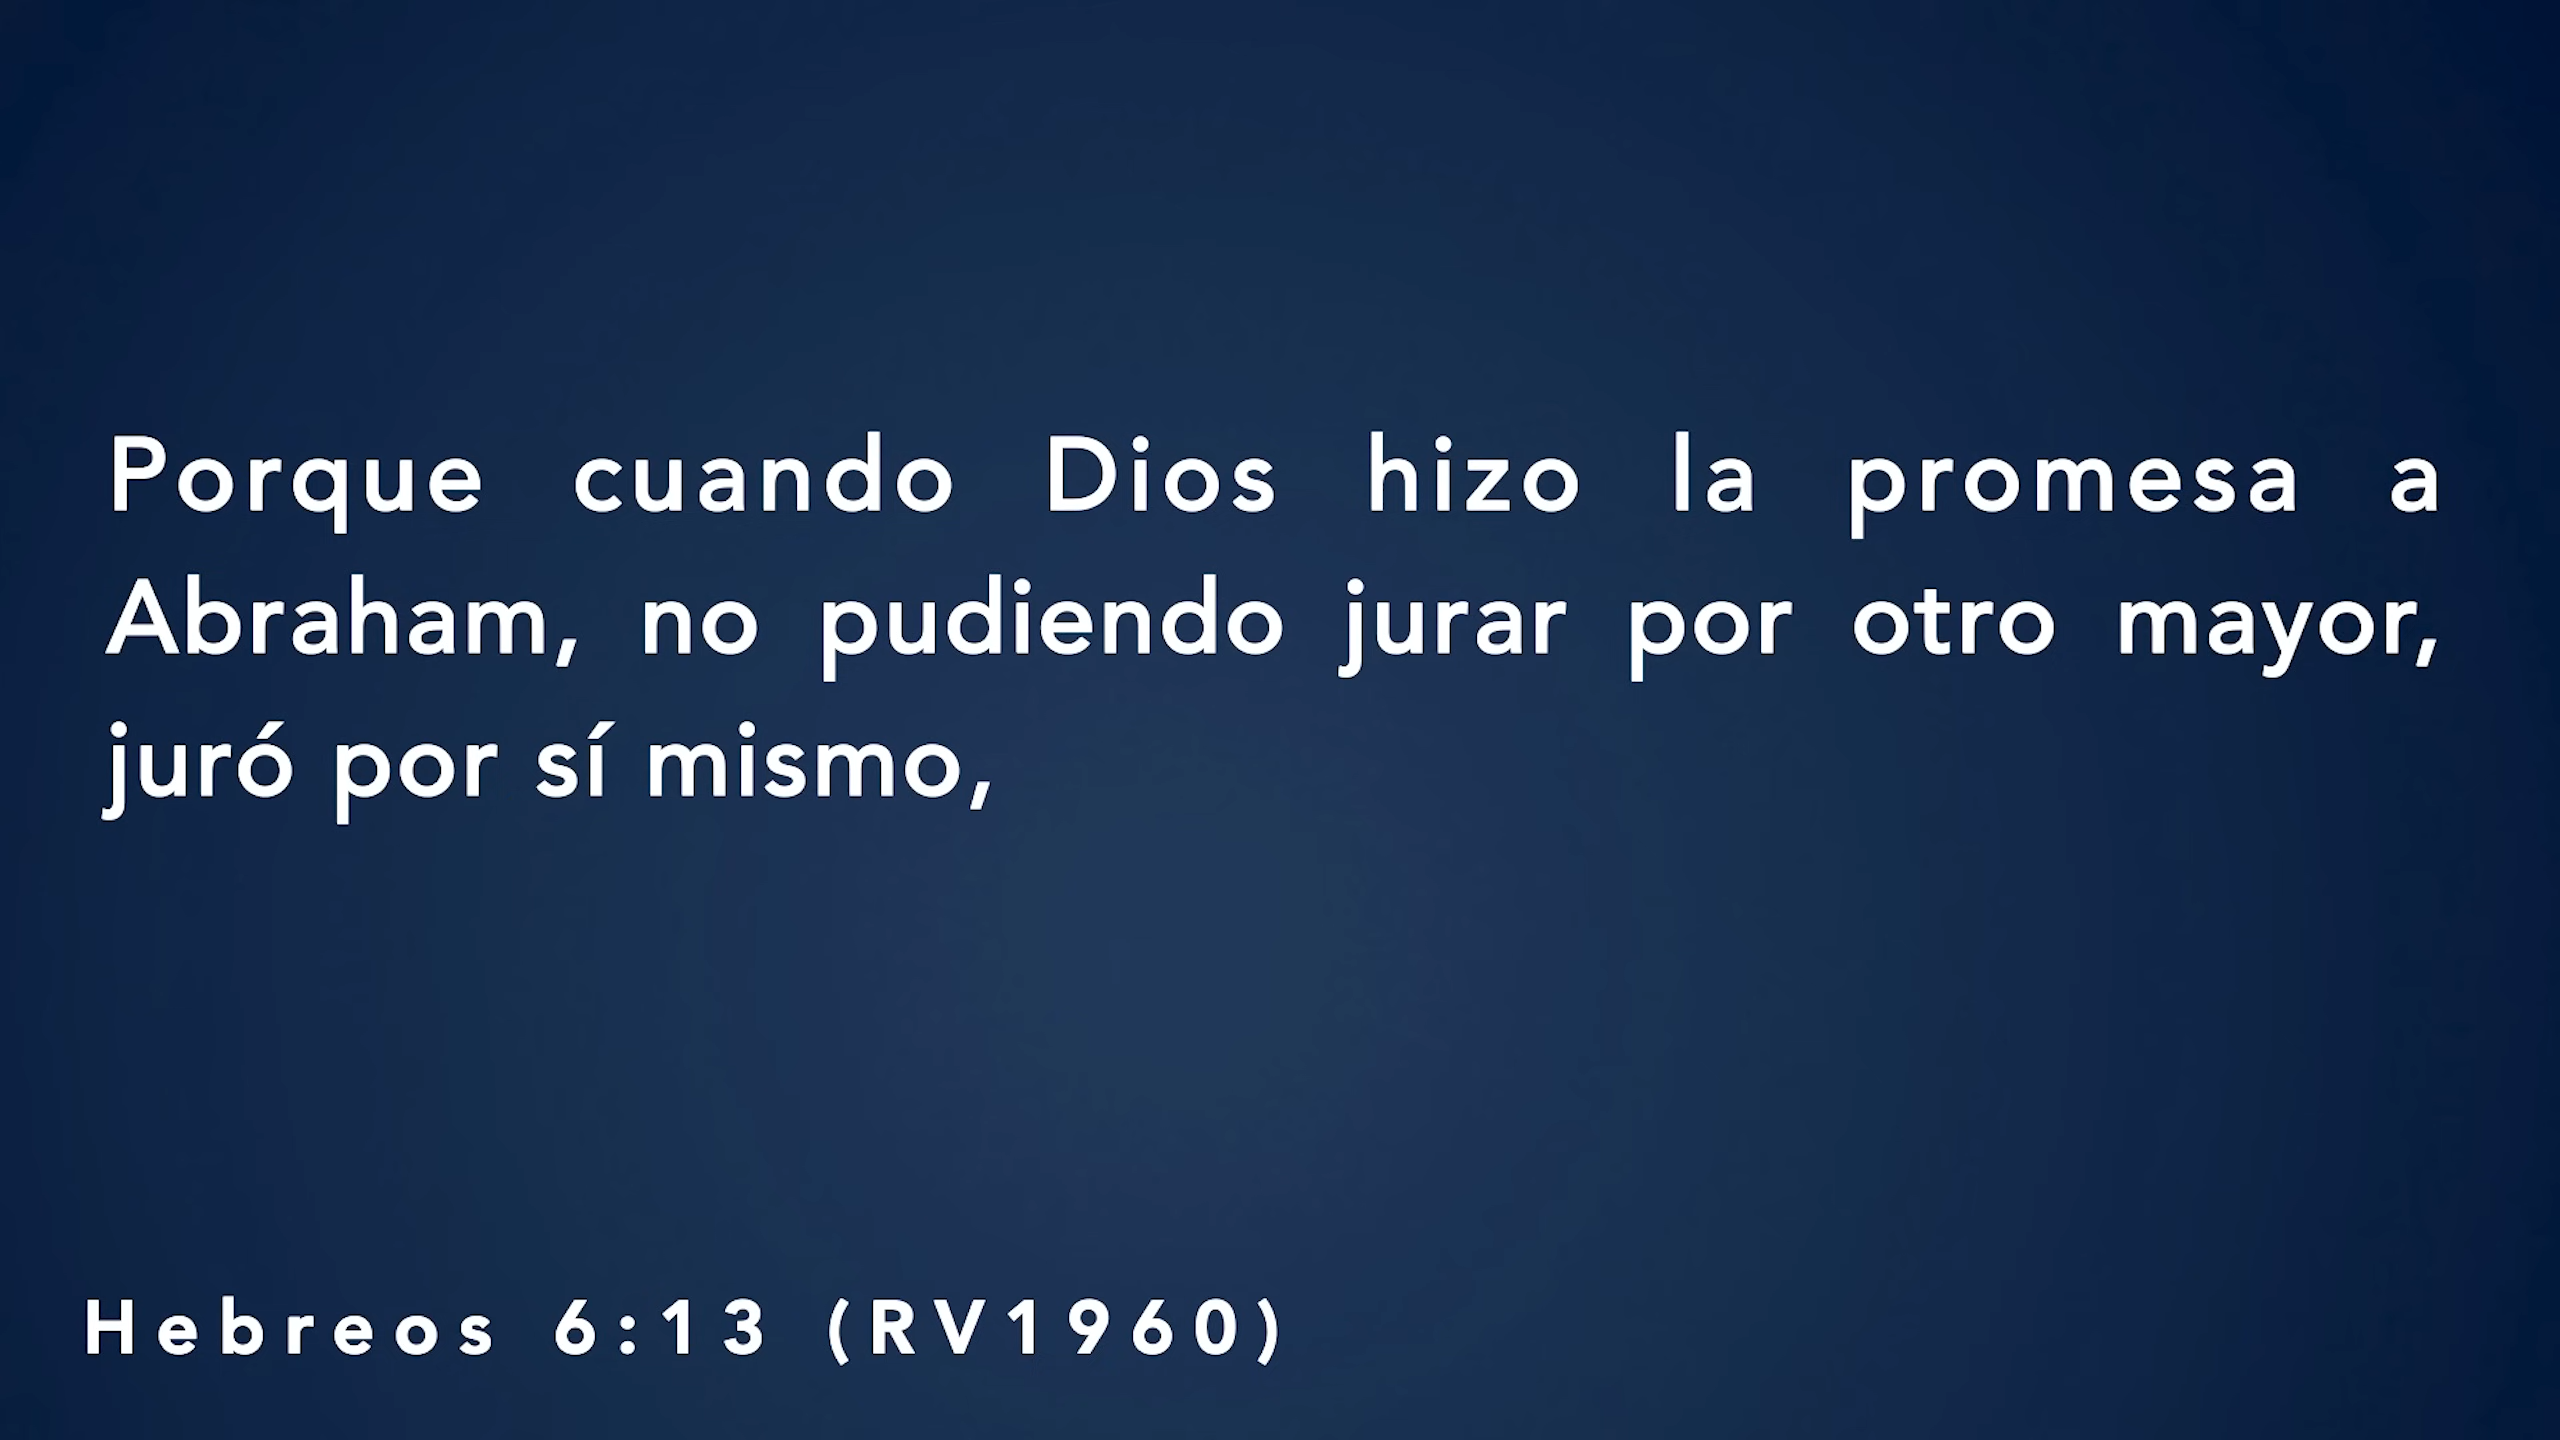 Porque cuando Dios hizo la promesa a
Abraham, no pudiendo jurar por otro mayor,
juró por sí mismo,
Hebreos 6:13 (RV1960)